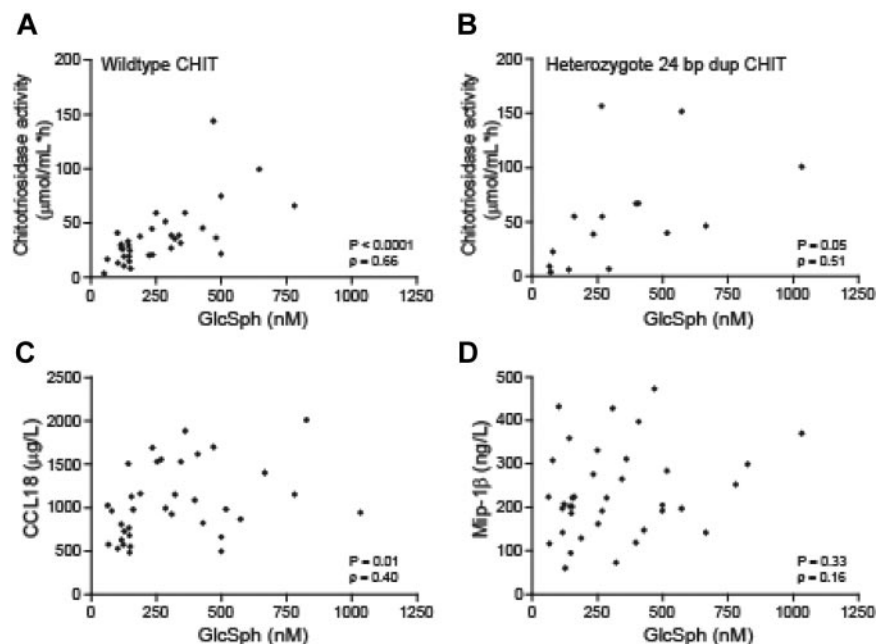 A
Wildtype CHIT
Chitotriosidase activity
(μmol/mL *h)
200
150
100
50
0
0
250
500
750
1000
1250
GlcSph (nM)
P < 0.0001
ρ = 0.66
B
Heterozygote 24 bp dup CHIT
Chitotriosidase activity
(μmol/mL *h)
200
150
100
50
0
0
250
500
750
1000
1250
GlcSph (nM)
P = 0.05
ρ = 0.51
C
CCL18 (μg/L)
2500
2000
1500
1000
500
0
0
250
500
750
1000
1250
GlcSph (nM)
P = 0.01
ρ = 0.40
D
Mip-1β (ng/L)
500
400
300
200
100
0
0
250
500
750
1000
1250
GlcSph (nM)
P = 0.33
ρ = 0.16